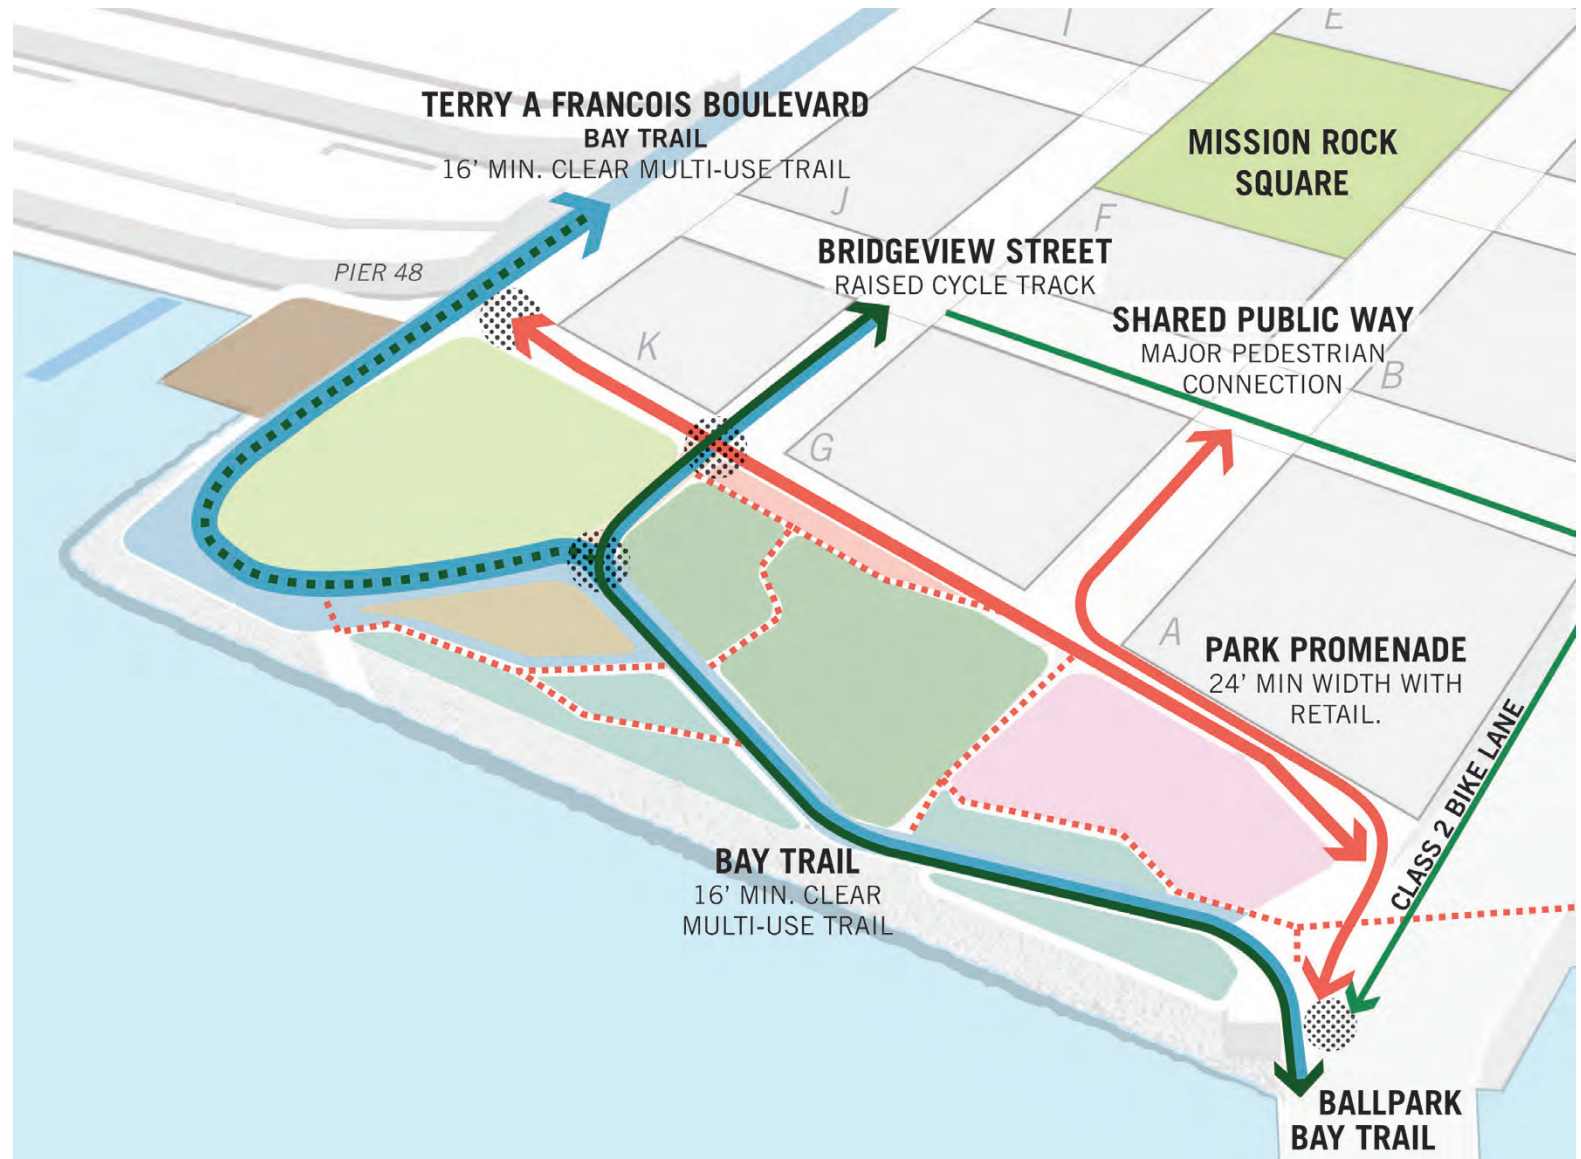 I
E
TERRY A FRANCOIS BOULEVARD
BAY TRAIL
16’ MIN. CLEAR MULTI-USE TRAIL
MISSION ROCK
SQUARE
J
F
BRIDGEVIEW STREET
RAISED CYCLE TRACK
PIER 48
SHARED PUBLIC WAY
MAJOR PEDESTRIAN
CONNECTION
K
B
G
A
PARK PROMENADE
24’ MIN WIDTH WITH
RETAIL.
CLASS 2 BIKE LANE
BAY TRAIL
16’ MIN. CLEAR
MULTI-USE TRAIL
BALLPARK
BAY TRAIL